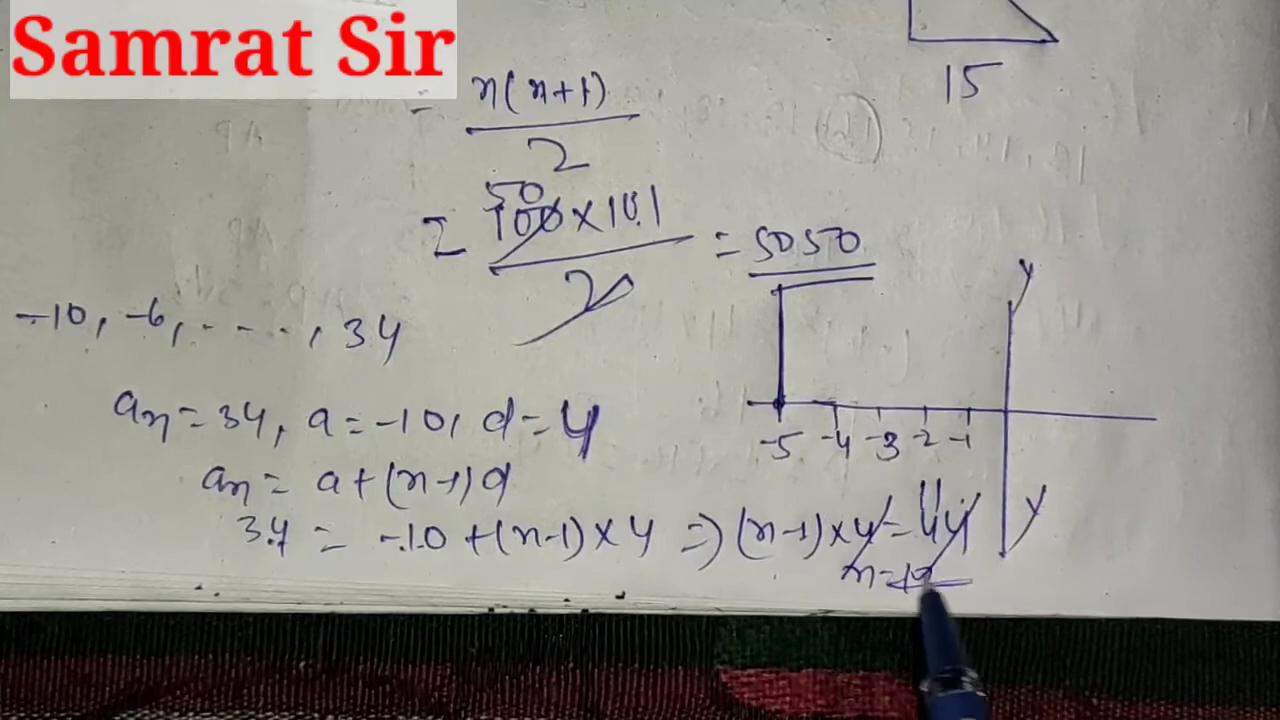 Samrat Sir
15
= n(n+1)
2
50
= 100 × 101 = 5050
2
-10, -6, ....., 34
y
an = 34, a = -10, d = 4
-5 -4 -3 -2 -1
an = a + (n-1)d
34 = -10 + (n-1) × 4 => (n-1) × 4 = 44
11
y
n = 12